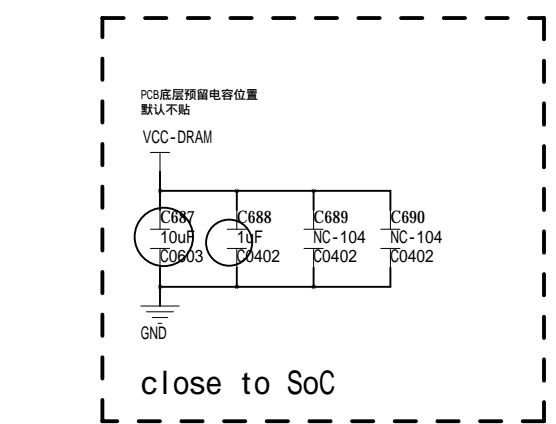 PCB底层预留电容位置
默认不贴
VCC-DRAM
C687 C688 C689 C690
10uF 1uF NC-104 NC-104
C0603 C0402 C0402 C0402
GND
close to SoC